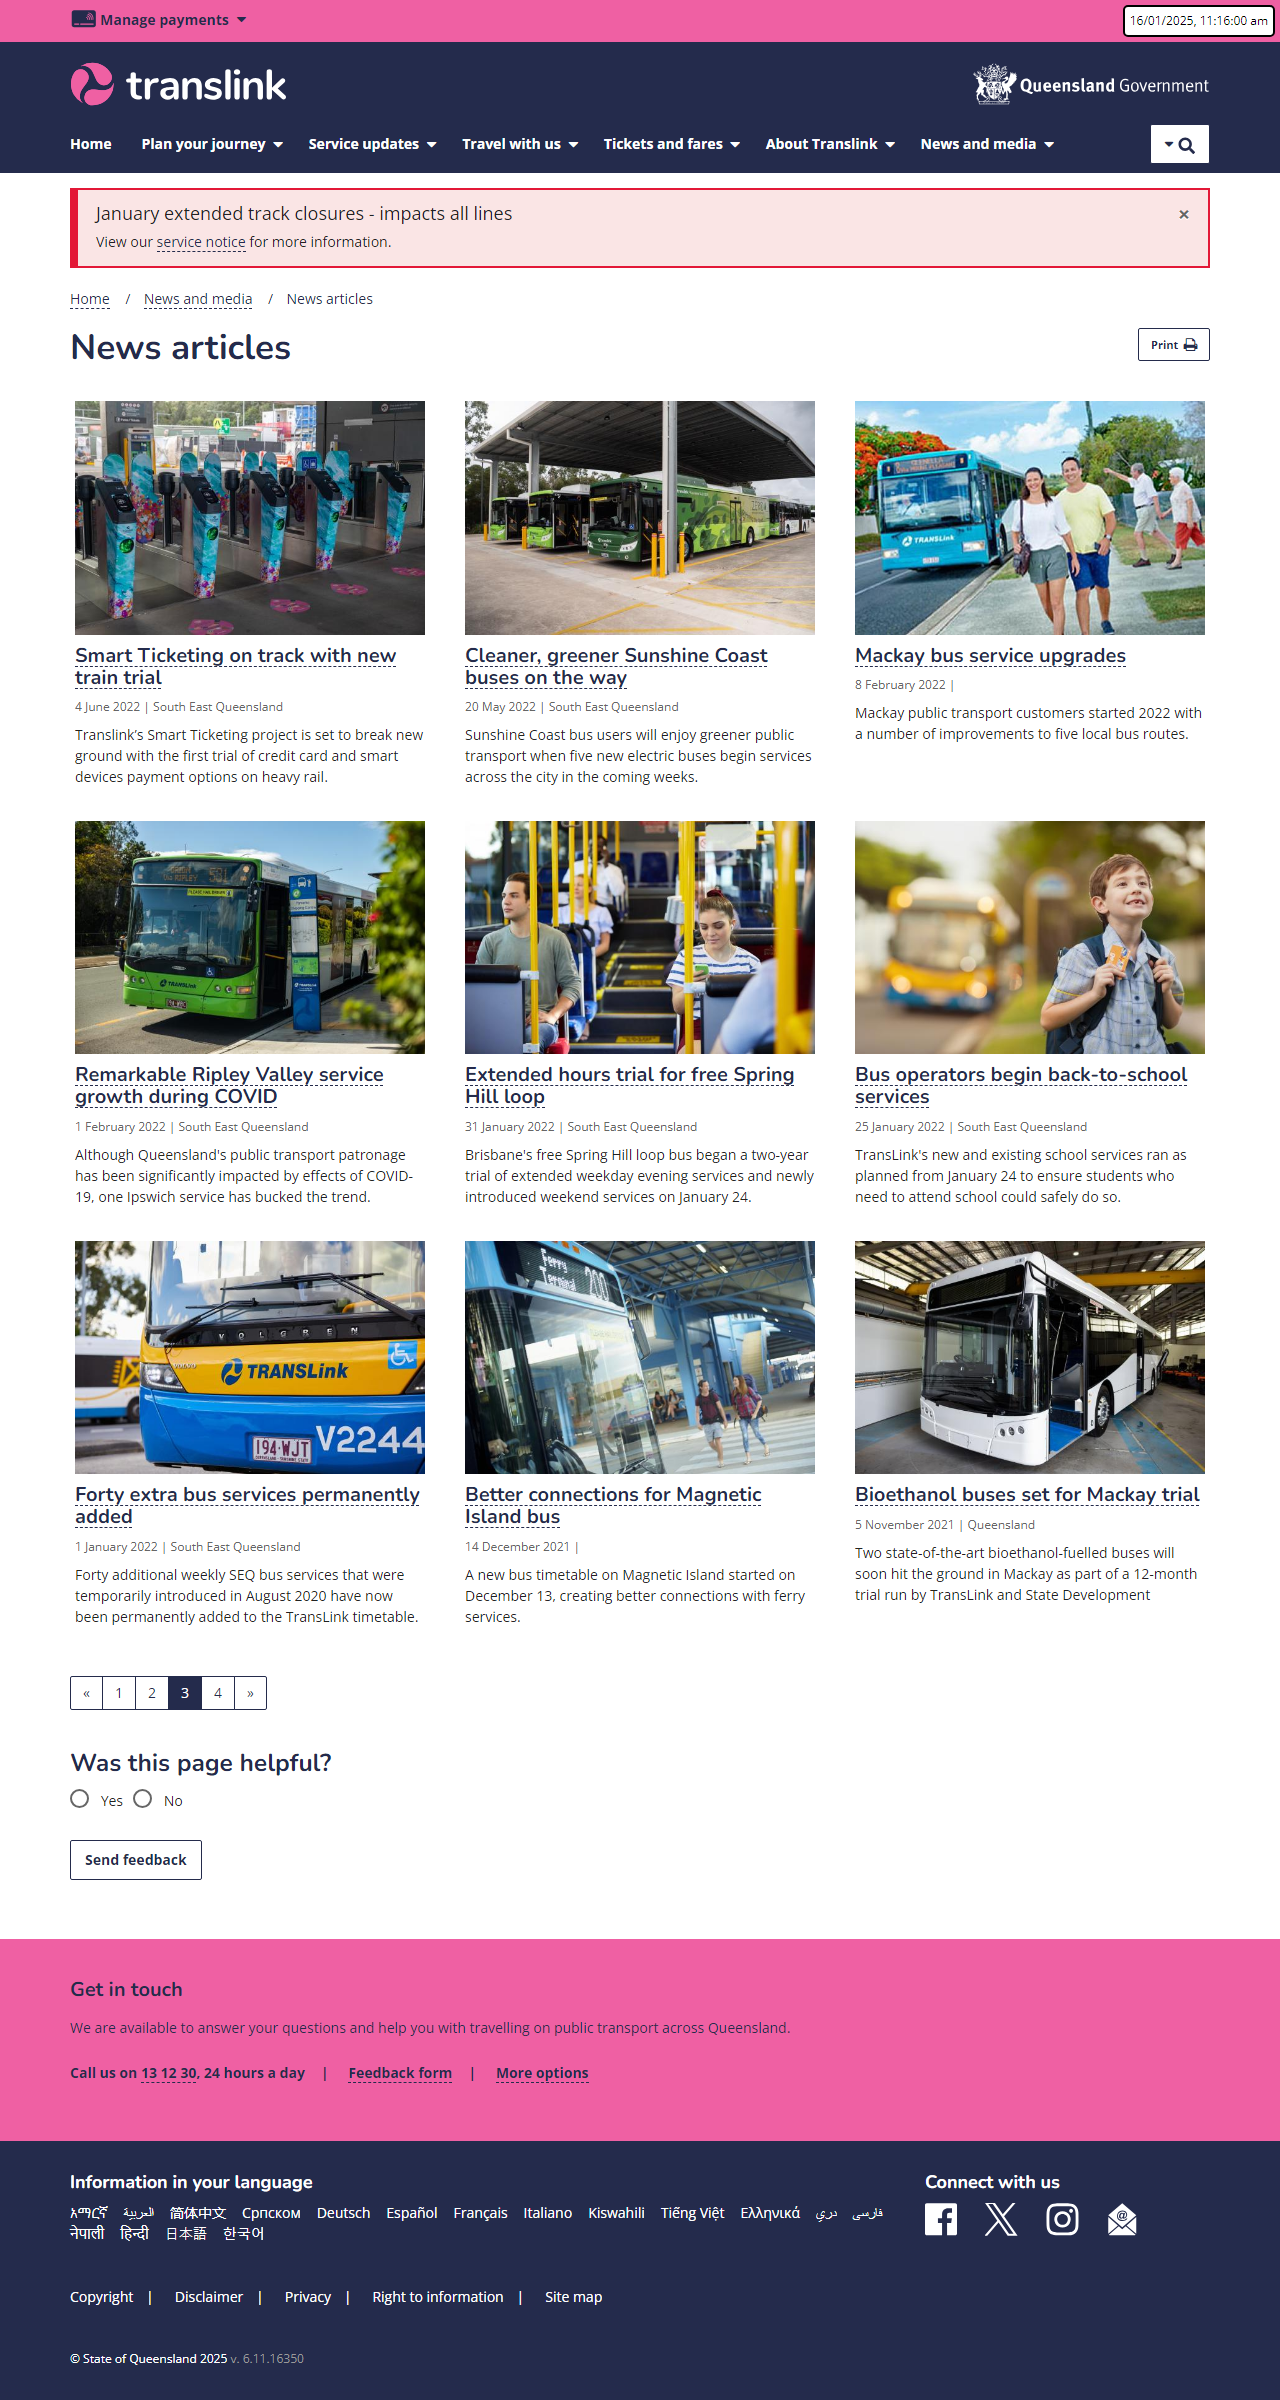 Manage payments
16/01/2025, 11:16:00 am
translink
Queensland Government
Home Plan your journey Service updates Travel with us Tickets and fares About Translink News and media
January extended track closures - impacts all lines ×
View our service notice for more information.
Home / News and media / News articles
News articles
Print
Smart Ticketing on track with new
train trial
4 June 2022 | South East Queensland
Translink's Smart Ticketing project is set to break new
ground with the first trial of credit card and smart
devices payment options on heavy rail.
Cleaner, greener Sunshine Coast
buses on the way
20 May 2022 | South East Queensland
Sunshine Coast bus users will enjoy greener public
transport when five new electric buses begin services
across the city in the coming weeks.
TRANSLink
Mackay bus service upgrades
8 February 2022 |
Mackay public transport customers started 2022 with
a number of improvements to five local bus routes.
TRANSLink
Remarkable Ripley Valley service
growth during COVID
1 February 2022 | South East Queensland
Although Queensland's public transport patronage
has been significantly impacted by effects of COVID-
19, one Ipswich service has bucked the trend.
Extended hours trial for free Spring
Hill loop
31 January 2022 | South East Queensland
Brisbane's free Spring Hill loop bus began a two-year
trial of extended weekday evening services and newly
introduced weekend services on January 24.
Bus operators begin back-to-school
services
25 January 2022 | South East Queensland
TransLink's new and existing school services ran as
planned from January 24 to ensure students who
need to attend school could safely do so.
VOLGREN
VOLVO
TRANSLink
V2244
194·WJT
Forty extra bus services permanently
added
1 January 2022 | South East Queensland
Forty additional weekly SEQ bus services that were
temporarily introduced in August 2020 have now
been permanently added to the TransLink timetable.
Ferry
Terminal 200
Better connections for Magnetic
Island bus
14 December 2021 |
A new bus timetable on Magnetic Island started on
December 13, creating better connections with ferry
services.
Bioethanol buses set for Mackay trial
5 November 2021 | Queensland
Two state-of-the-art bioethanol-fuelled buses will
soon hit the ground in Mackay as part of a 12-month
trial run by TransLink and State Development
« 1 2 3 4 »
Was this page helpful?
Yes No
Send feedback
Get in touch
We are available to answer your questions and help you with travelling on public transport across Queensland.
Call us on 13 12 30, 24 hours a day | Feedback form | More options
Information in your language
አማርኛ العربية 简体中文 Српском Deutsch Español Français Italiano Kiswahili Tiếng Việt Ελληνικά دري فارسی
नेपाली हिन्दी 日本語 한국어
Connect with us
Copyright | Disclaimer | Privacy | Right to information | Site map
© State of Queensland 2025 v. 6.11.16350